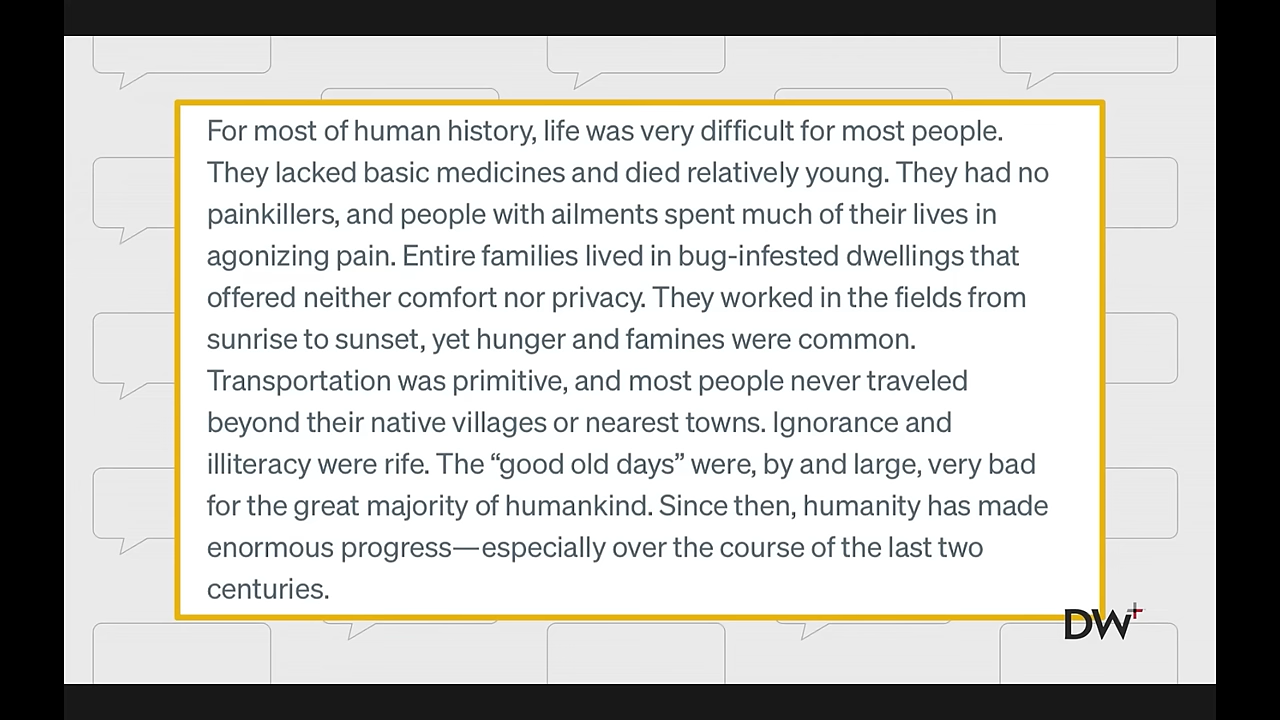 For most of human history, life was very difficult for most people.
They lacked basic medicines and died relatively young. They had no
painkillers, and people with ailments spent much of their lives in
agonizing pain. Entire families lived in bug-infested dwellings that
offered neither comfort nor privacy. They worked in the fields from
sunrise to sunset, yet hunger and famines were common.
Transportation was primitive, and most people never traveled
beyond their native villages or nearest towns. Ignorance and
illiteracy were rife. The “good old days” were, by and large, very bad
for the great majority of humankind. Since then, humanity has made
enormous progress—especially over the course of the last two
centuries.
DW+